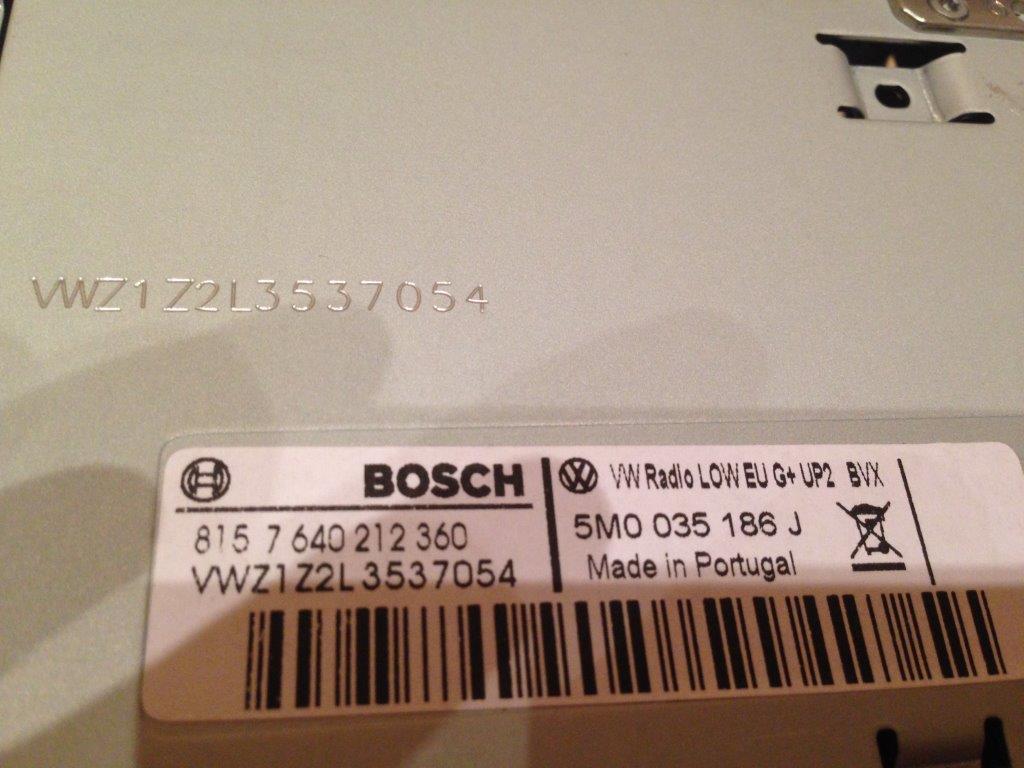 VWZ1Z2L3537054
BOSCH
815 7 640 212 360
VWZ1Z2L3537054
VW Radio LOW EU G+ UP2 BVX
5M0 035 186 J
Made in Portugal